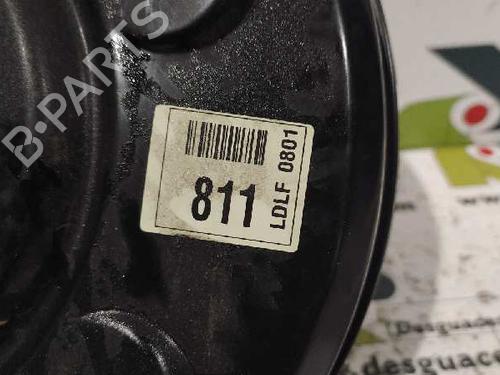 B-PARTS
811
LDLF 0801
Desguace
desguace